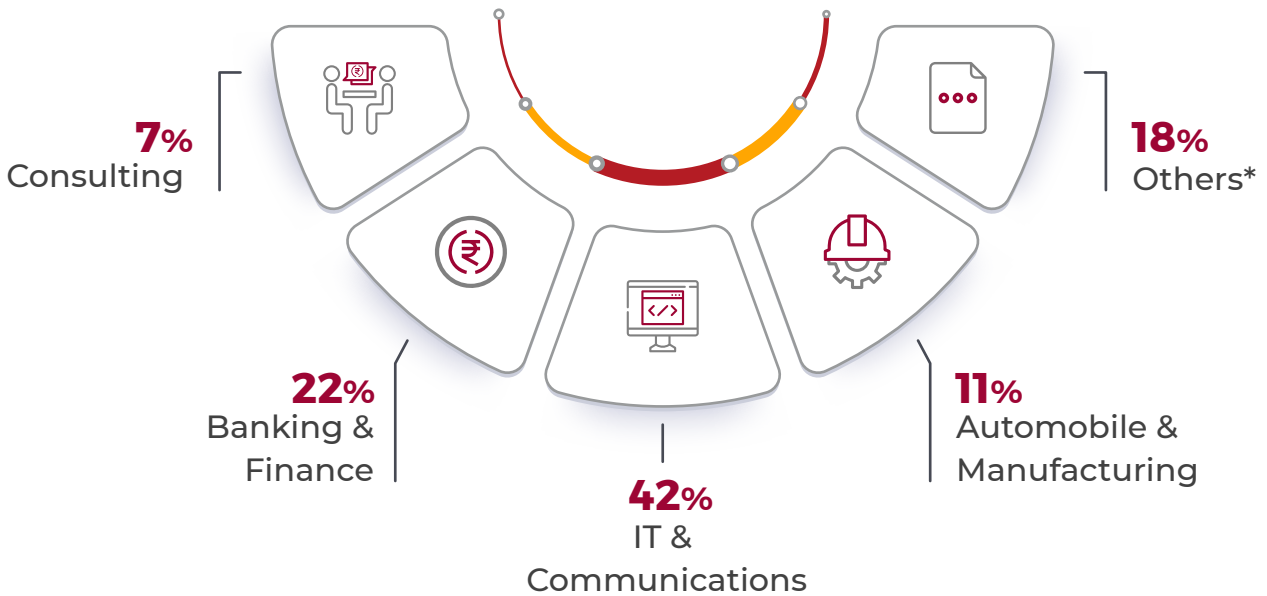 7%
Consulting
22%
Banking &
Finance
42%
IT &
Communications
11%
Automobile &
Manufacturing
18%
Others*
₹
₹
</>